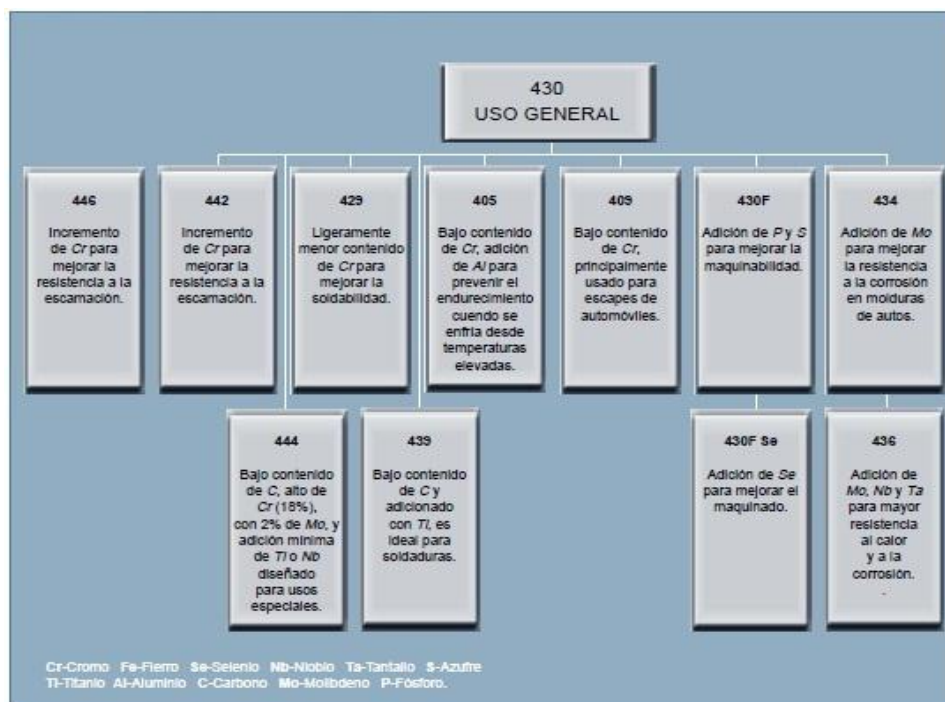 430
USO GENERAL
446
Incremento
de Cr para
mejorar la
resistencia a la
escamación.
442
Incremento
de Cr para
mejorar la
resistencia a la
escamación.
429
Ligeramente
menor contenido
de Cr para
mejorar la
soldabilidad.
405
Bajo contenido
de Cr, adición
de Al para
prevenir el
endurecimiento
cuendo se
enfría desde
temperaturas
elevadas.
409
Bajo contenido
de Cr,
principalmente
usado para
escapes de
automóviles.
430F
Adición de P y S
para mejorar la
maquinabilidad.
434
Adición de Mo
para mejorar
la resistencia
a la corrosión
en molduras
de autos.
444
Bajo contenido
de C, alto de
Cr (18%),
con 2% de Mo, y
adición mínima
de Ti o Nb
diseñado
para usos
especiales.
439
Bajo contenido
de C y
adicionado
con Ti, es
ideal para
soldaduras.
430F Se
Adición de Se
para mejorar el
maquinado.
436
Adición de
Mo, Nb y Ta
para mayor
resistencia
al calor
y a la
corrosión.
.
Cr-Cromo Fe-Fierro Se-Selenio Nb-Niobio Ta-Tantalio S-Azufre
Ti-Titanio Al-Aluminio C-Carbono Mo-Molibdeno P-Fósforo.